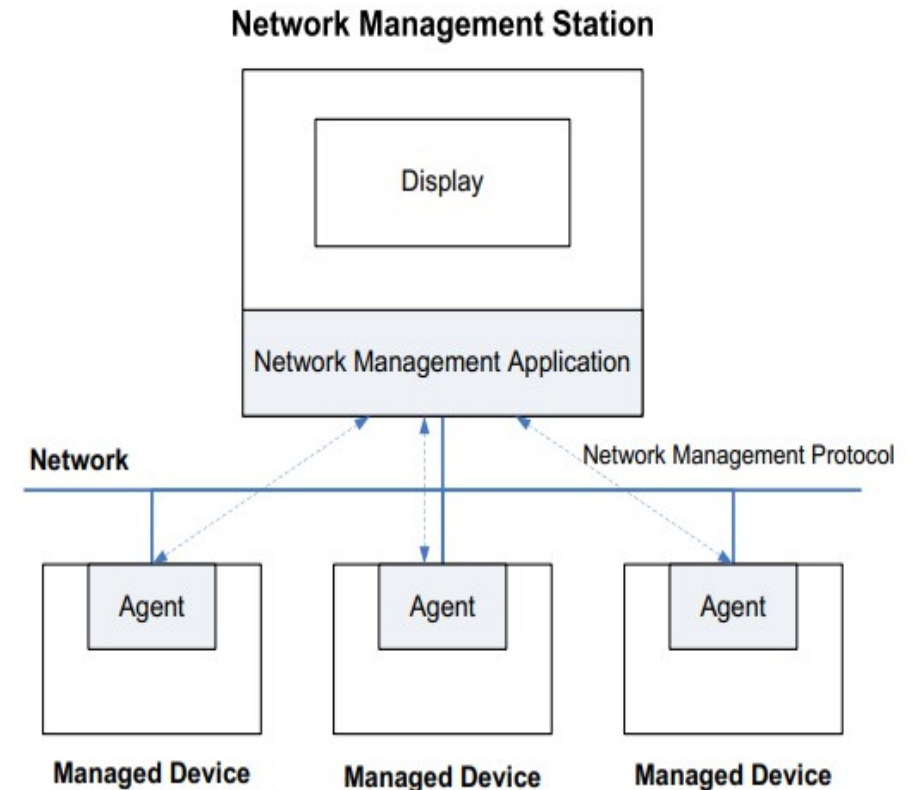 Network Management Station
Display
Network Management Application
Network
Network Management Protocol
Agent
Agent
Agent
Managed Device
Managed Device
Managed Device